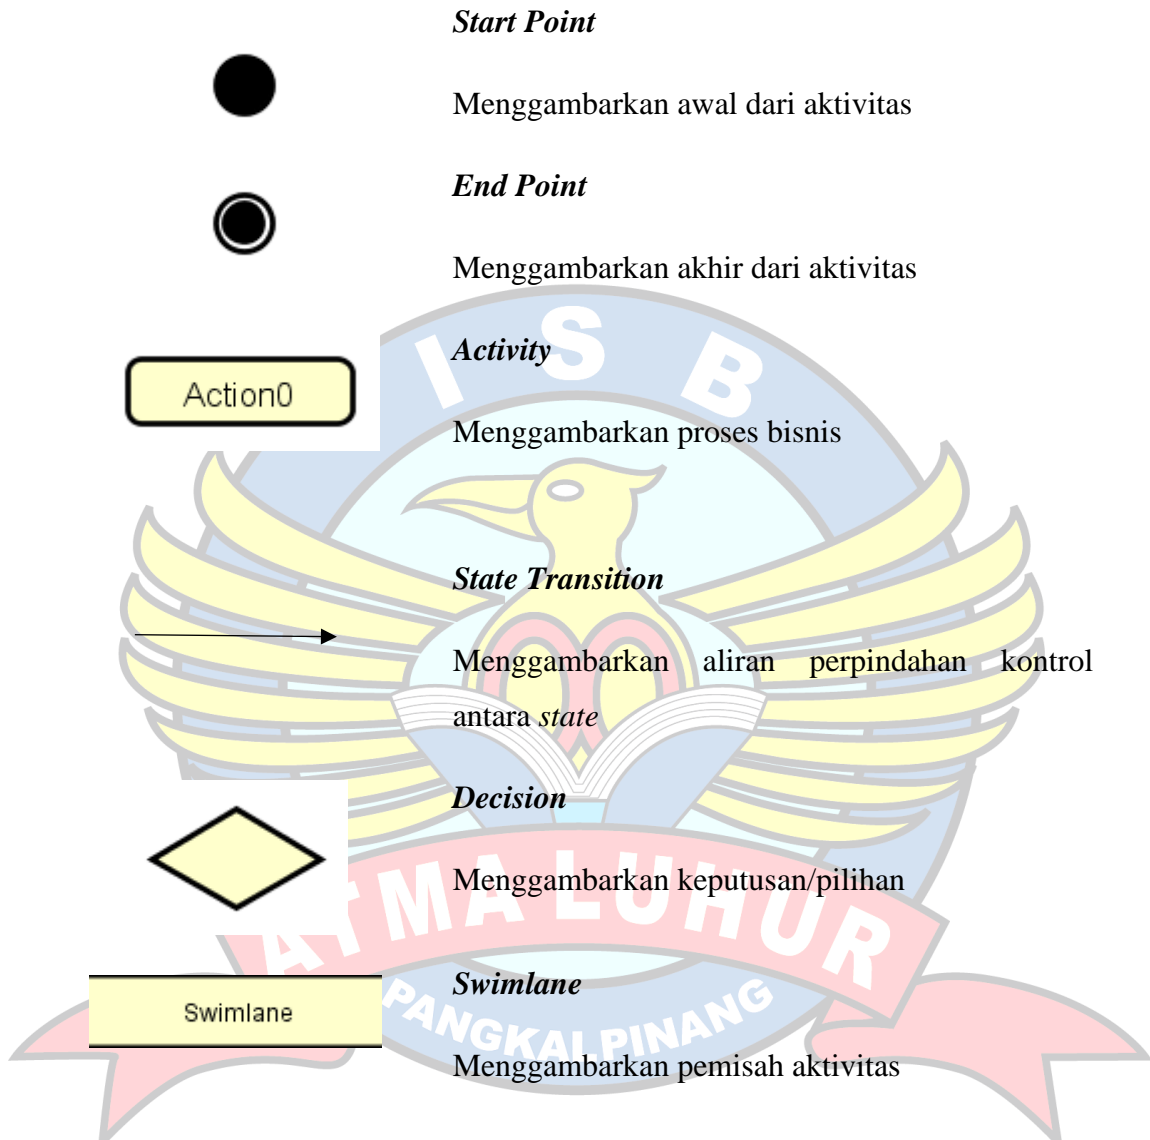 Start Point
Menggambarkan awal dari aktivitas
End Point
Menggambarkan akhir dari aktivitas
I S B
Activity
Action0
Menggambarkan proses bisnis
State Transition
Menggambarkan aliran perpindahan kontrol
antara state
Decision
Menggambarkan keputusan/pilihan
ATMA LUHUR
Swimlane
Swimlane
PANGKALPINANG
Menggambarkan pemisah aktivitas